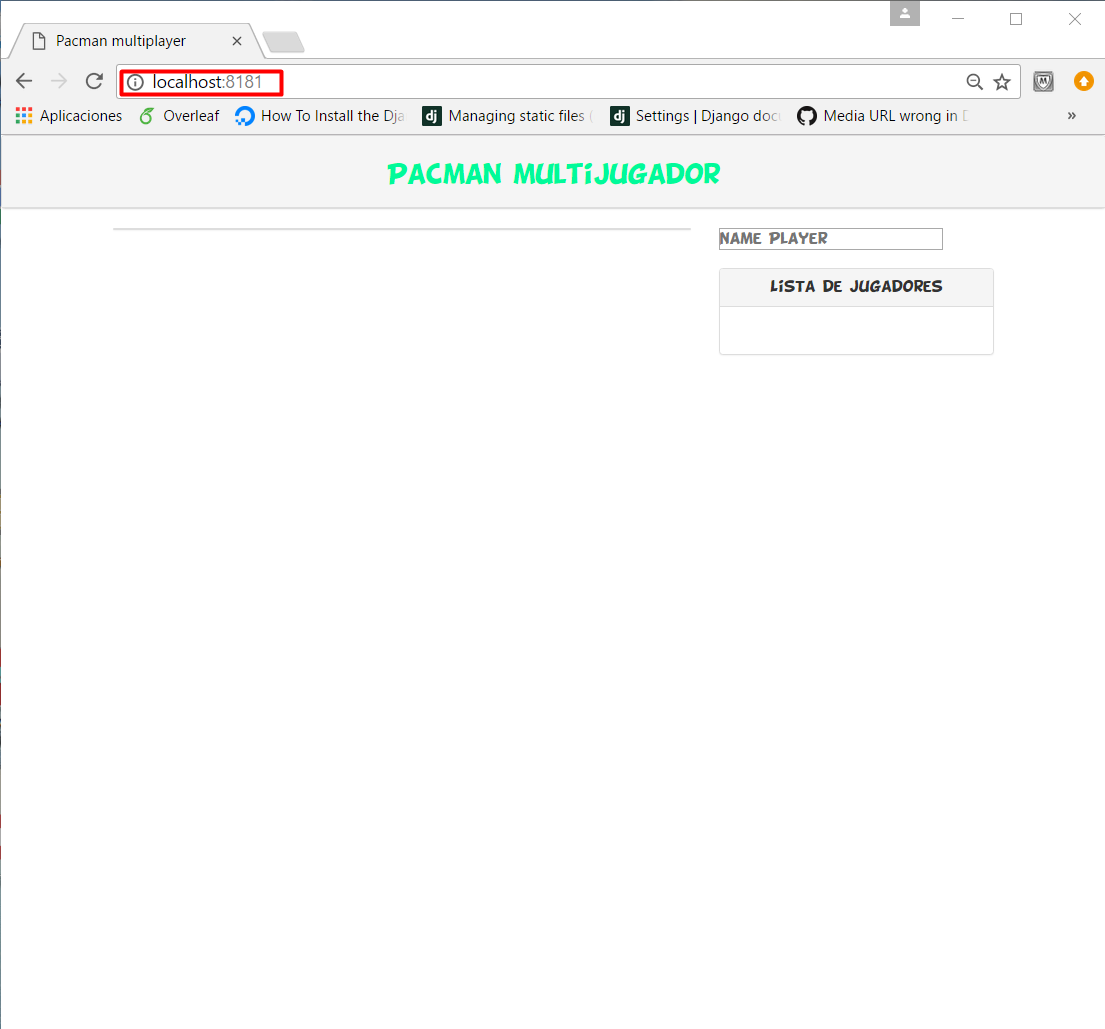 Pacman multiplayer
localhost:8181
Aplicaciones Overleaf How To Install the Dja dj Managing static files ( dj Settings | Django doc Media URL wrong in D »
PACMAN MULTIJUGADOR
NAME PLAYER
LISTA DE JUGADORES